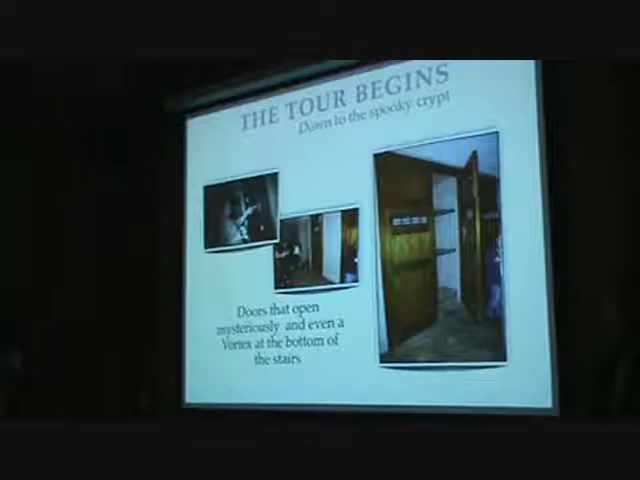 THE TOUR BEGINS
Down to the spooky crypt
Doors that open
mysteriously and even a
Vortex at the bottom of
the stairs